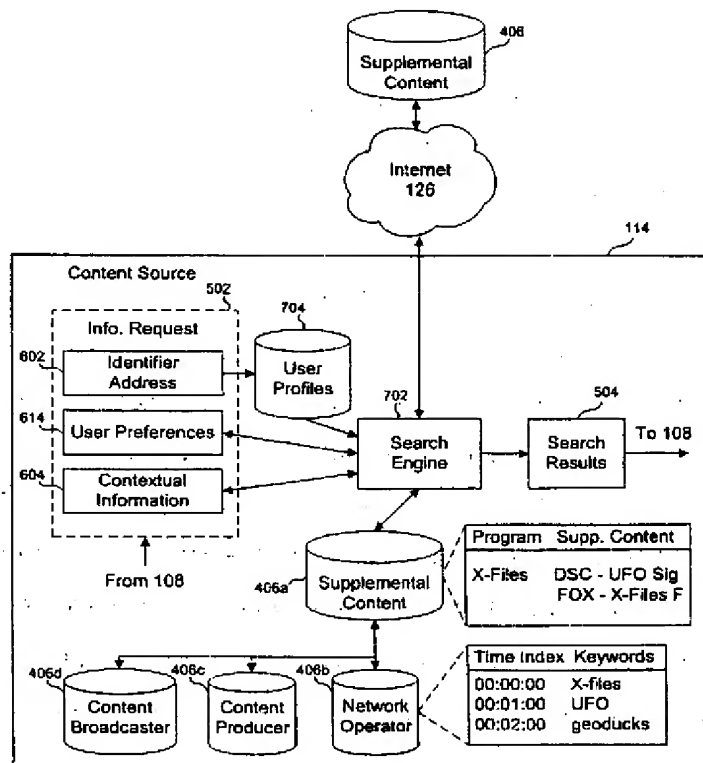 406
Supplemental
Content
Internet
126
114
Content Source
502
Info. Request
704
602
Identifier
Address
User
Profiles
702
504
614
User Preferences
Search
Engine
Search
Results
To 108
604
Contextual
Information
From 108
406a
Supplemental
Content
Program Supp. Content
X-Files DSC - UFO Sig
FOX - X-Files F
406d
Content
Broadcaster
406c
Content
Producer
406b
Network
Operator
Time Index Keywords
00:00:00 X-files
00:01:00 UFO
00:02:00 geoducks